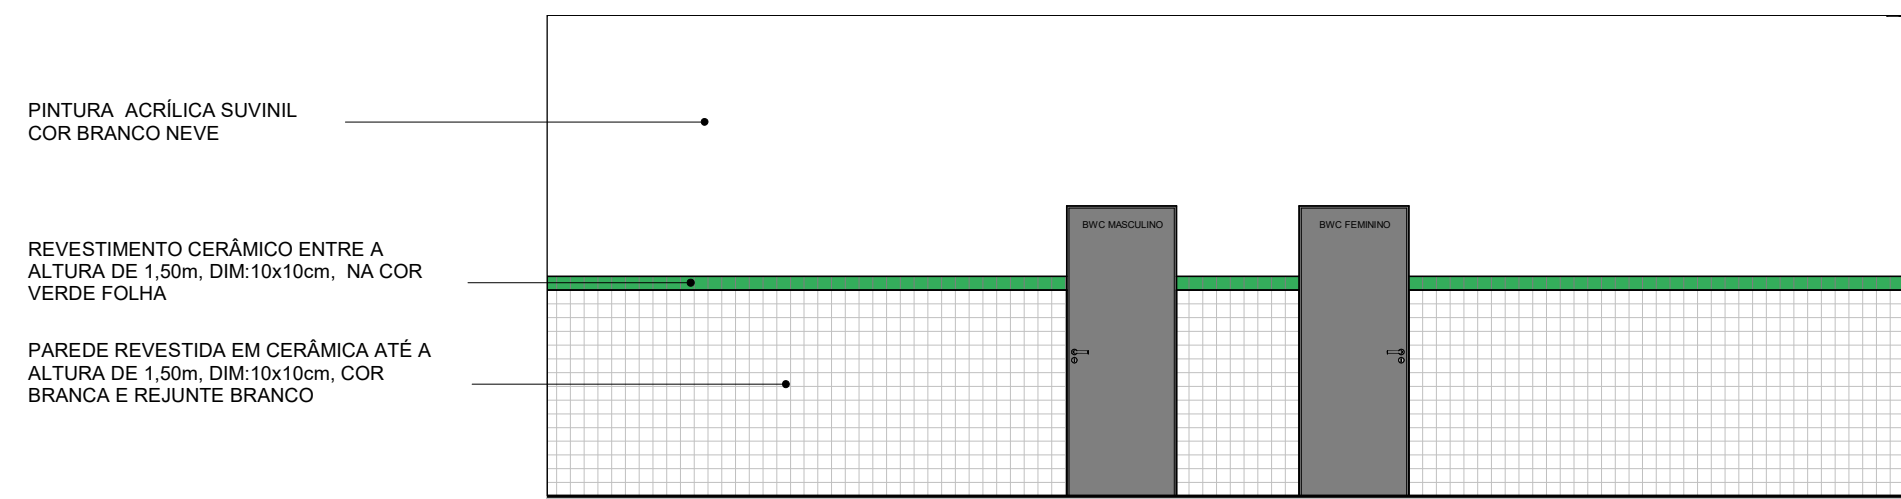 PINTURA ACRÍLICA SUVINIL
COR BRANCO NEVE
BWC MASCULINO
BWC FEMININO
REVESTIMENTO CERÂMICO ENTRE A
ALTURA DE 1,50m, DIM:10x10cm, NA COR
VERDE FOLHA
PAREDE REVESTIDA EM CERÂMICA ATÉ A
ALTURA DE 1,50m, DIM:10x10cm, COR
BRANCA E REJUNTE BRANCO